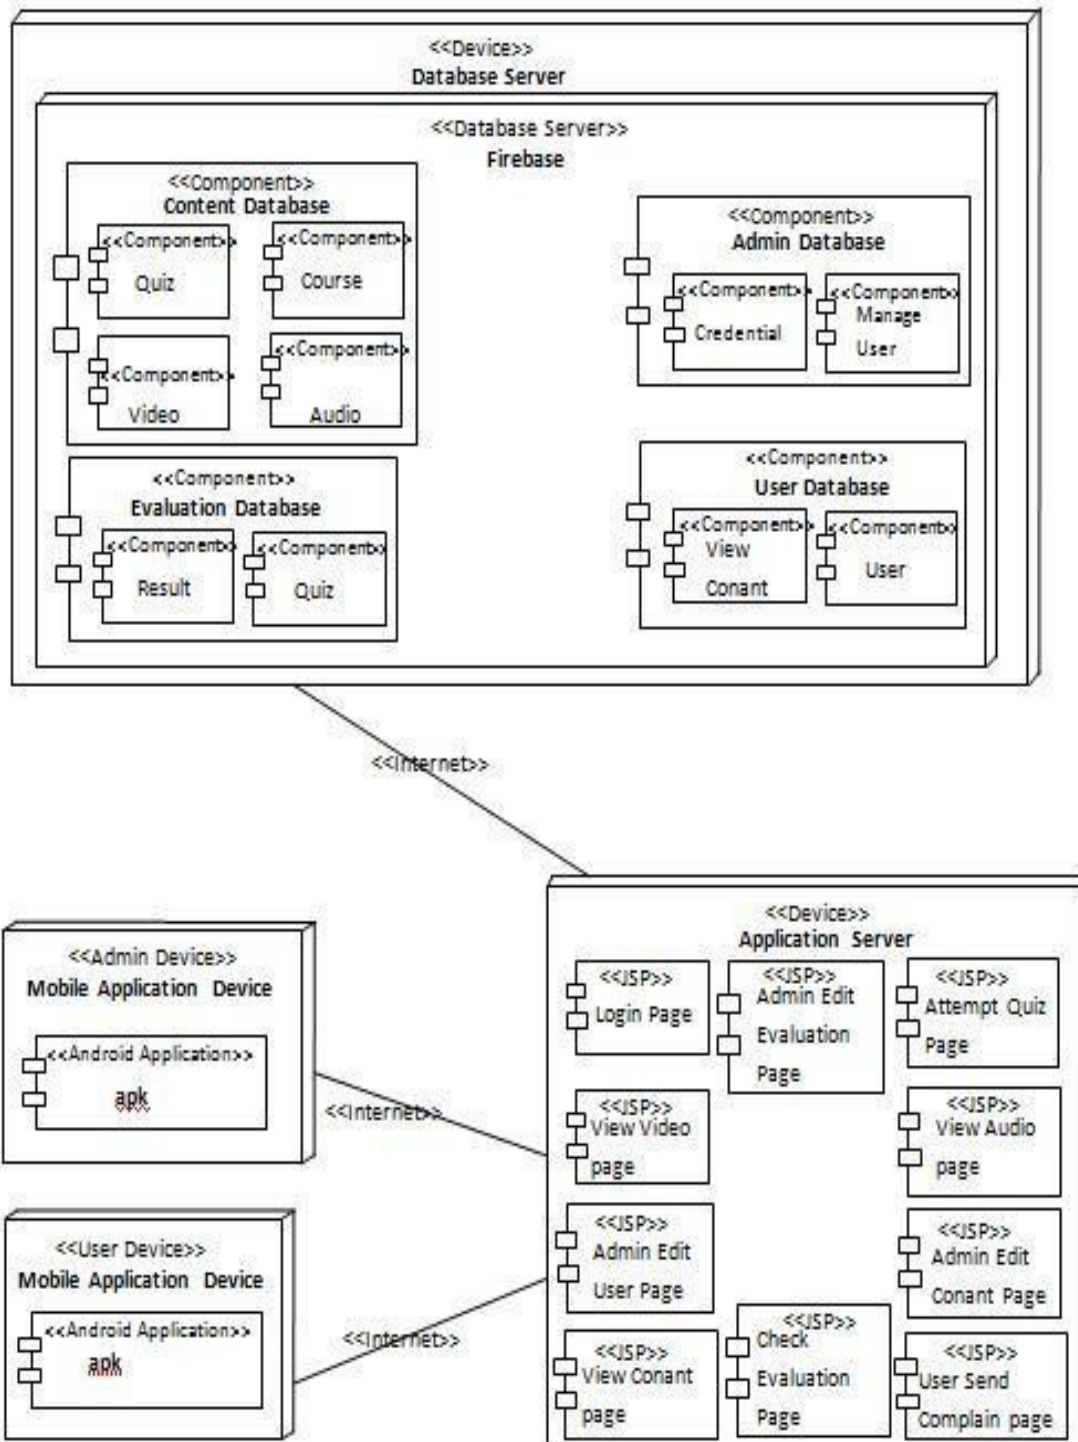 <<Device>>
Database Server
<<Database Server>>
Firebase
<<Component>>
Content Database
<<Component>>
Quiz
<<Component>>
Course
<<Component>>
Video
<<Component>>
Audio
<<Component>>
Admin Database
<<Component>>
Credential
<<Component>>
Manage
User
<<Component>>
Evaluation Database
<<Component>>
Result
<<Component>>
Quiz
<<Component>>
User Database
<<Component>>
View
Conant
<<Component>>
User
<<Internet>>
<<Admin Device>>
Mobile Application Device
<<Android Application>>
apk
<<Internet>>
<<User Device>>
Mobile Application Device
<<Android Application>>
apk
<<Internet>>
<<Device>>
Application Server
<<JSP>>
Login Page
<<JSP>>
Admin Edit
Evaluation
Page
<<JSP>>
Attempt Quiz
Page
<<JSP>>
View Video
page
<<JSP>>
View Audio
page
<<JSP>>
Admin Edit
User Page
<<JSP>>
Admin Edit
Conant Page
<<JSP>>
View Conant
page
<<JSP>>
Check
Evaluation
Page
<<JSP>>
User Send
Complain page